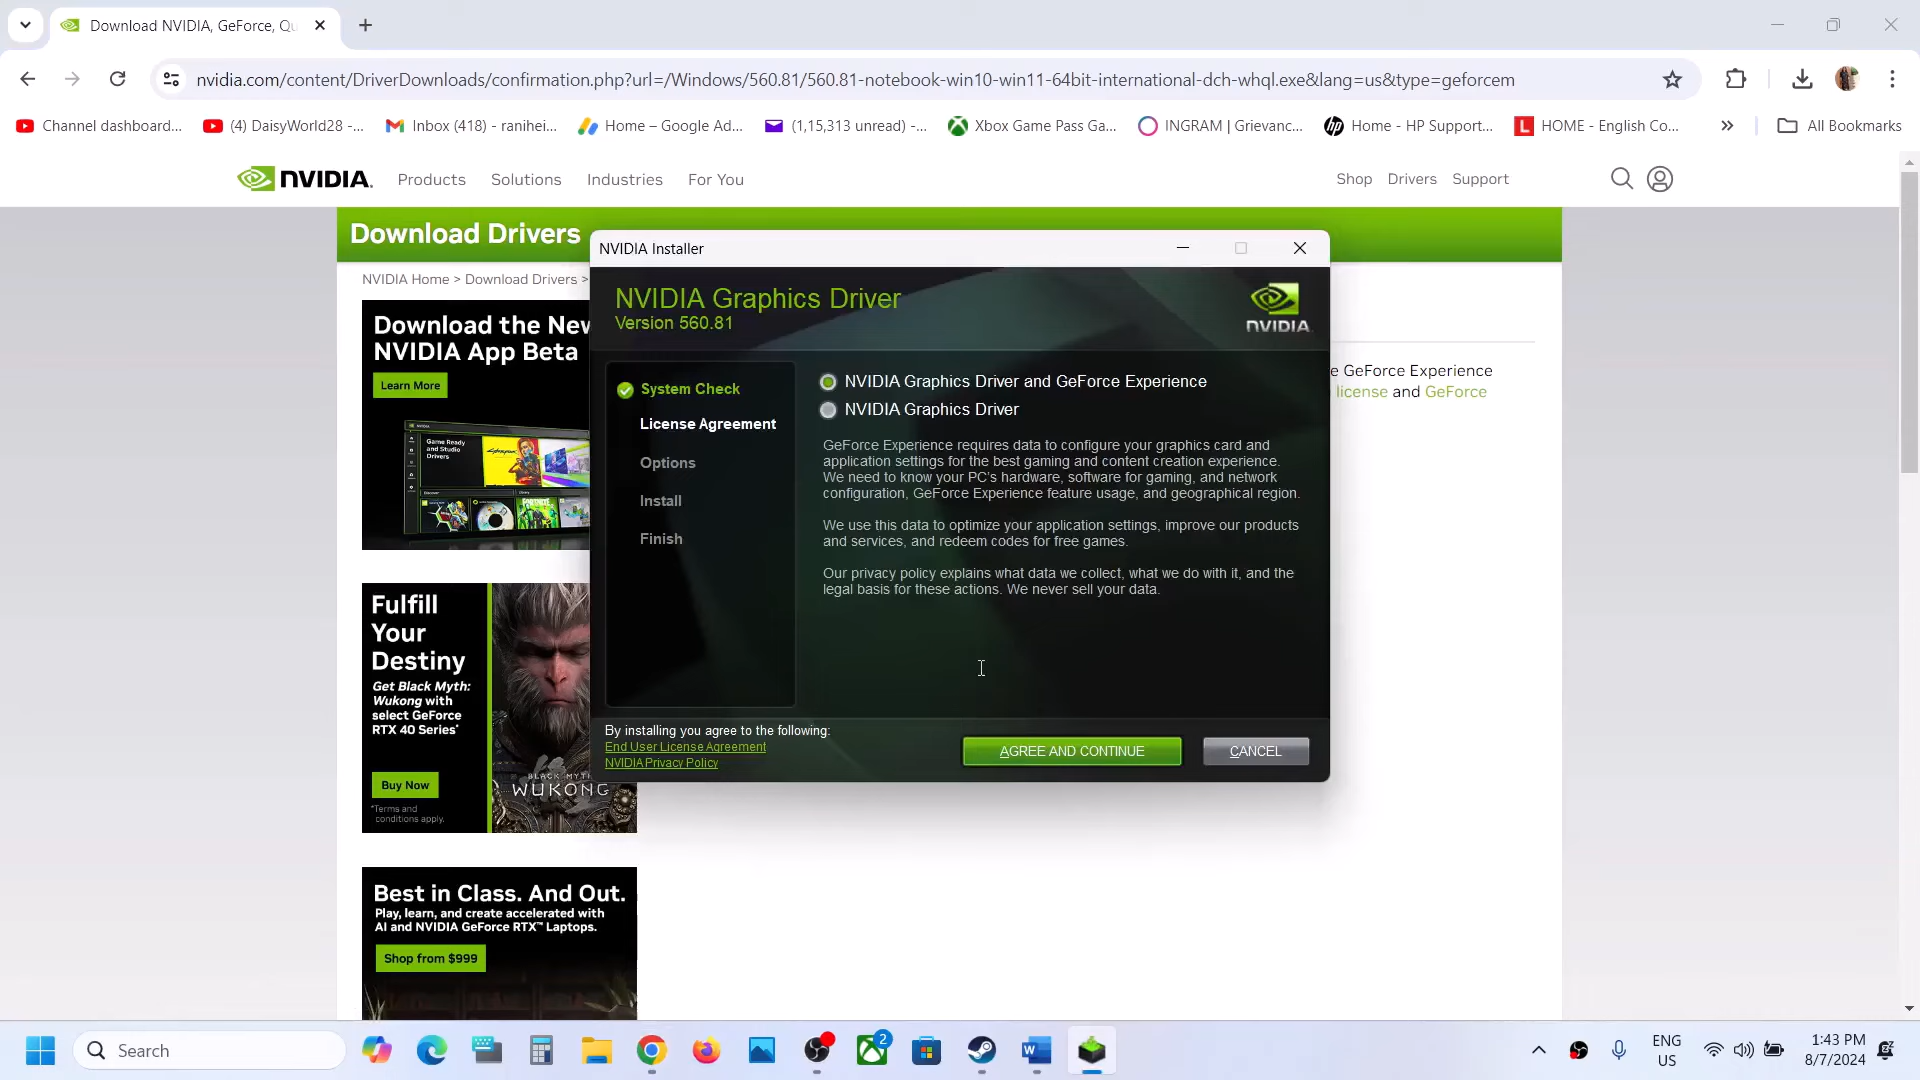 Download NVIDIA, GeForce, Qu
nvidia.com/content/DriverDownloads/confirmation.php?url=/Windows/560.81/560.81-notebook-win10-win11-64bit-international-dch-whql.exe&lang=us&type=geforcem
Channel dashboard... (4) DaisyWorld28 -... Inbox (418) - ranihei... Home – Google Ad... (1,15,313 unread) -... Xbox Game Pass Ga... INGRAM | Grievanc... Home - HP Support... HOME - English Co... » All Bookmarks
NVIDIA. Products Solutions Industries For You Shop Drivers Support
Download Drivers
NVIDIA Home > Download Drivers >
Download the New
NVIDIA App Beta
Learn More
Fulfill
Your
Destiny
Get Black Myth:
Wukong with
select GeForce
RTX 40 Series*
Buy Now
*Terms and
conditions apply.
BLACK MYTH
WUKONG
Best in Class. And Out.
Play, learn, and create accelerated with
AI and NVIDIA GeForce RTX™ Laptops.
Shop from $999
e GeForce Experience
license and GeForce
NVIDIA Installer
NVIDIA Graphics Driver
Version 560.81
NVIDIA.
System Check
License Agreement
Options
Install
Finish
NVIDIA Graphics Driver and GeForce Experience
NVIDIA Graphics Driver
GeForce Experience requires data to configure your graphics card and
application settings for the best gaming and content creation experience.
We need to know your PC's hardware, software for gaming, and network
configuration, GeForce Experience feature usage, and geographical region.
We use this data to optimize your application settings, improve our products
and services, and redeem codes for free games.
Our privacy policy explains what data we collect, what we do with it, and the
legal basis for these actions. We never sell your data.
By installing you agree to the following:
End User License Agreement
NVIDIA Privacy Policy
AGREE AND CONTINUE CANCEL
Search
2
ENG
US
1:43 PM
8/7/2024